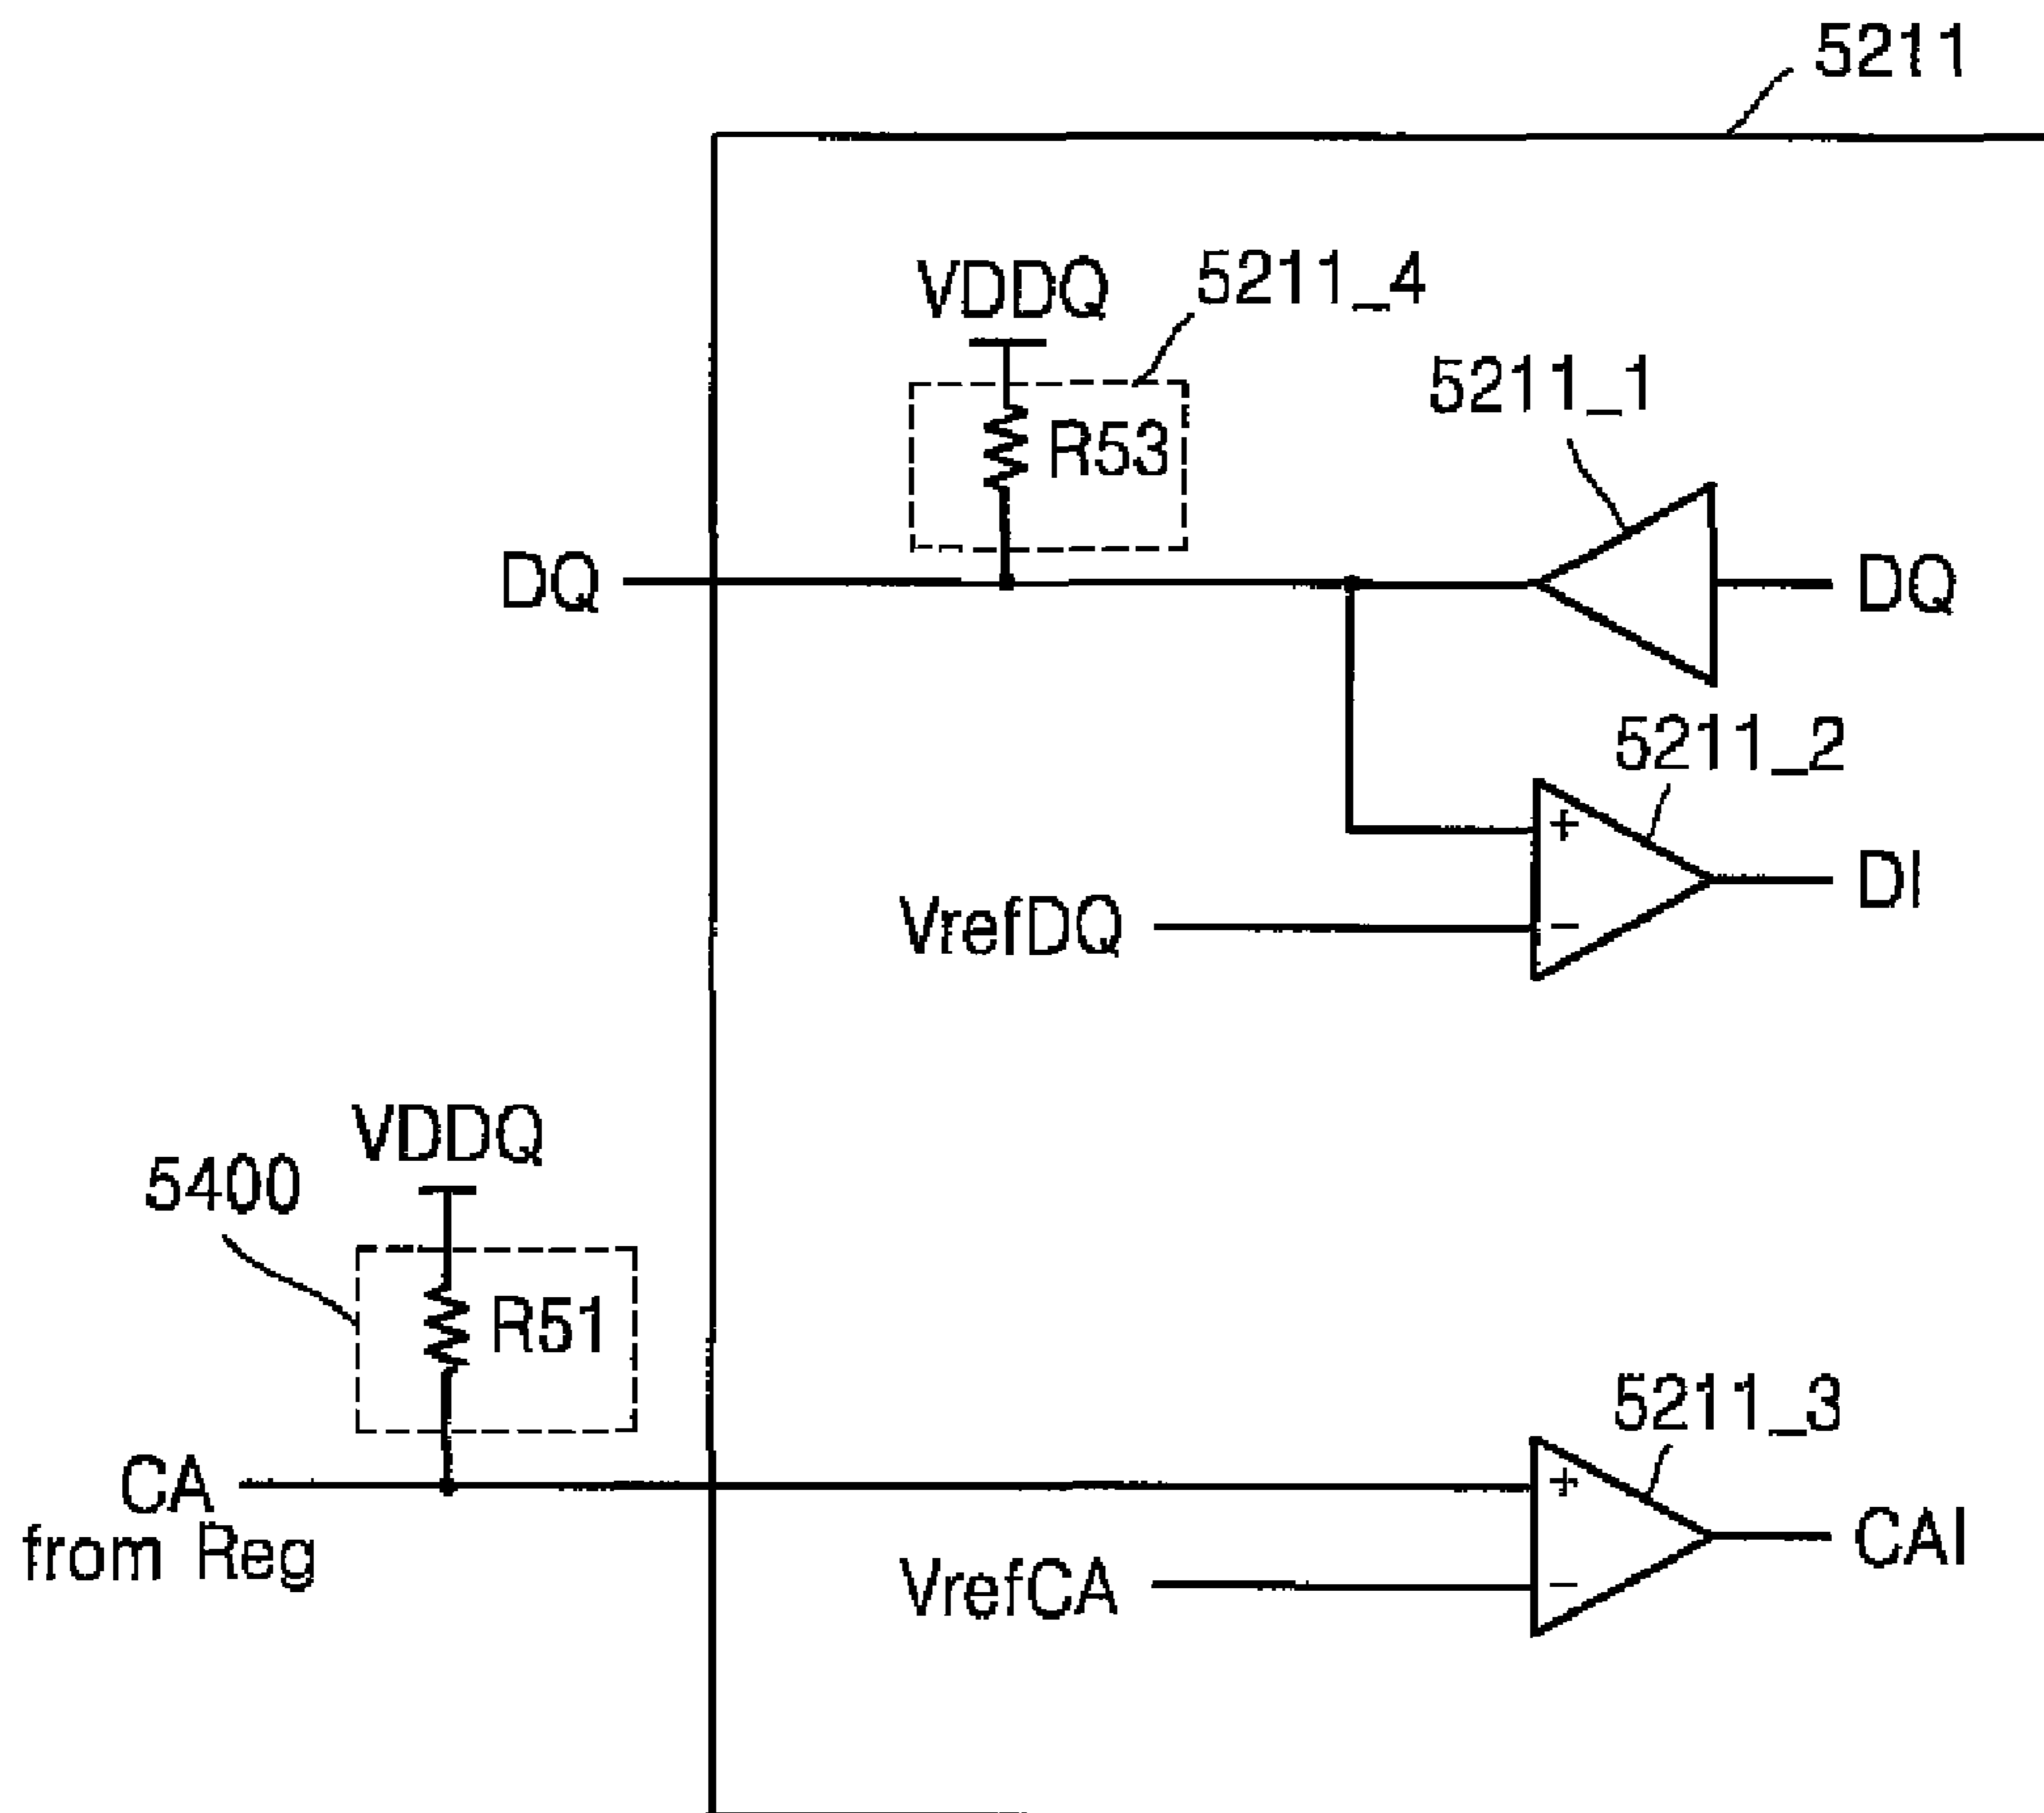 5211
VDDQ
5211_4
5211_1
R53
DQ
DQ
5211_2
+
DI
VrefDQ
−
VDDQ
5400
R51
5211_3
CA
from Reg
+
CAI
VrefCA
−